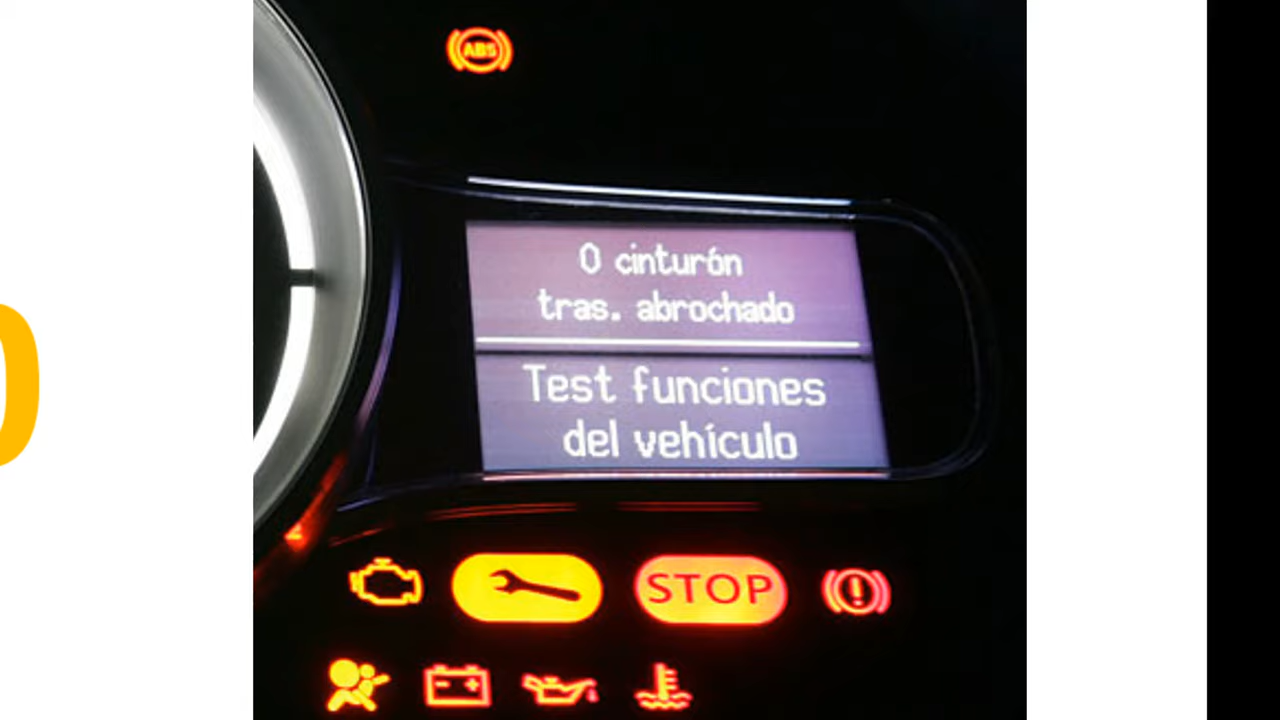 ABS
0 cinturón
tras. abrochado
Test funciones
del vehículo
STOP